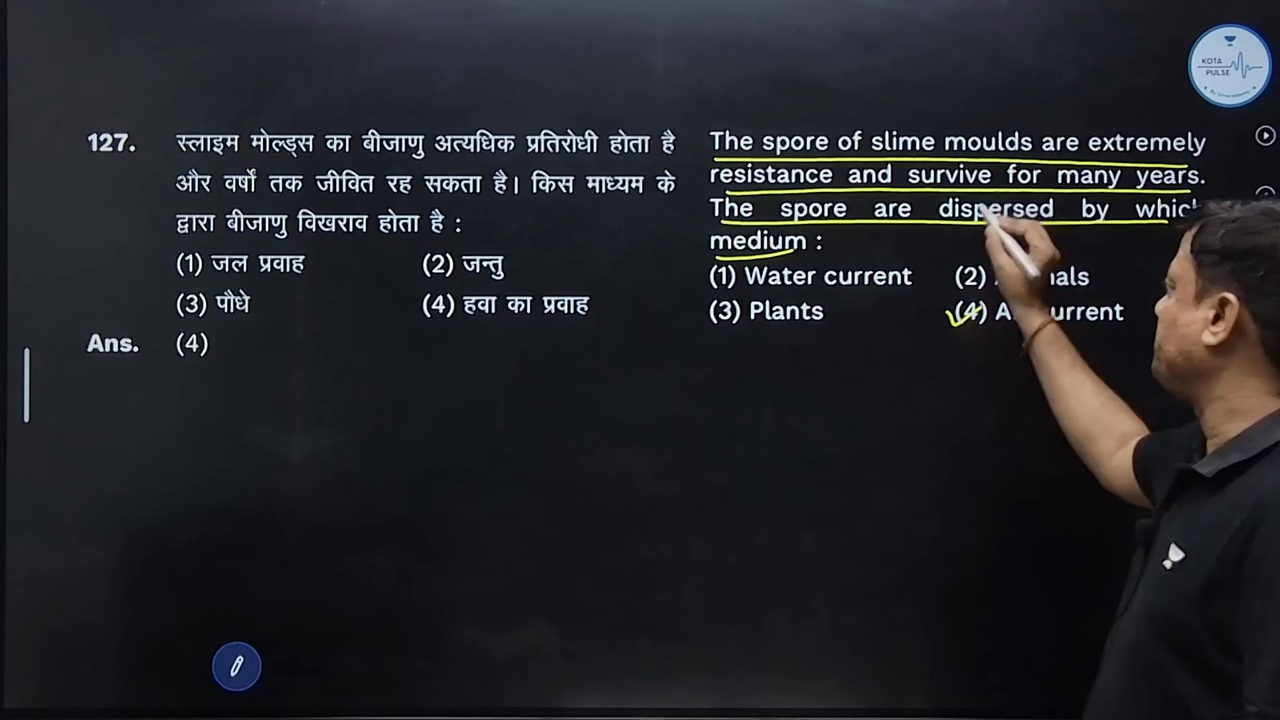 KOTA
PULSE
By Unacademy
127. स्लाइम मोल्ड्स का बीजाणु अत्यधिक प्रतिरोधी होता है
और वर्षों तक जीवित रह सकता है। किस माध्यम के
द्वारा बीजाणु विखराव होता है :
(1) जल प्रवाह (2) जन्तु
(3) पौधे (4) हवा का प्रवाह
Ans. (4)
The spore of slime moulds are extremely
resistance and survive for many years.
The spore are dispersed by
medium :
(1) Water current (2)
(3) Plants (4)